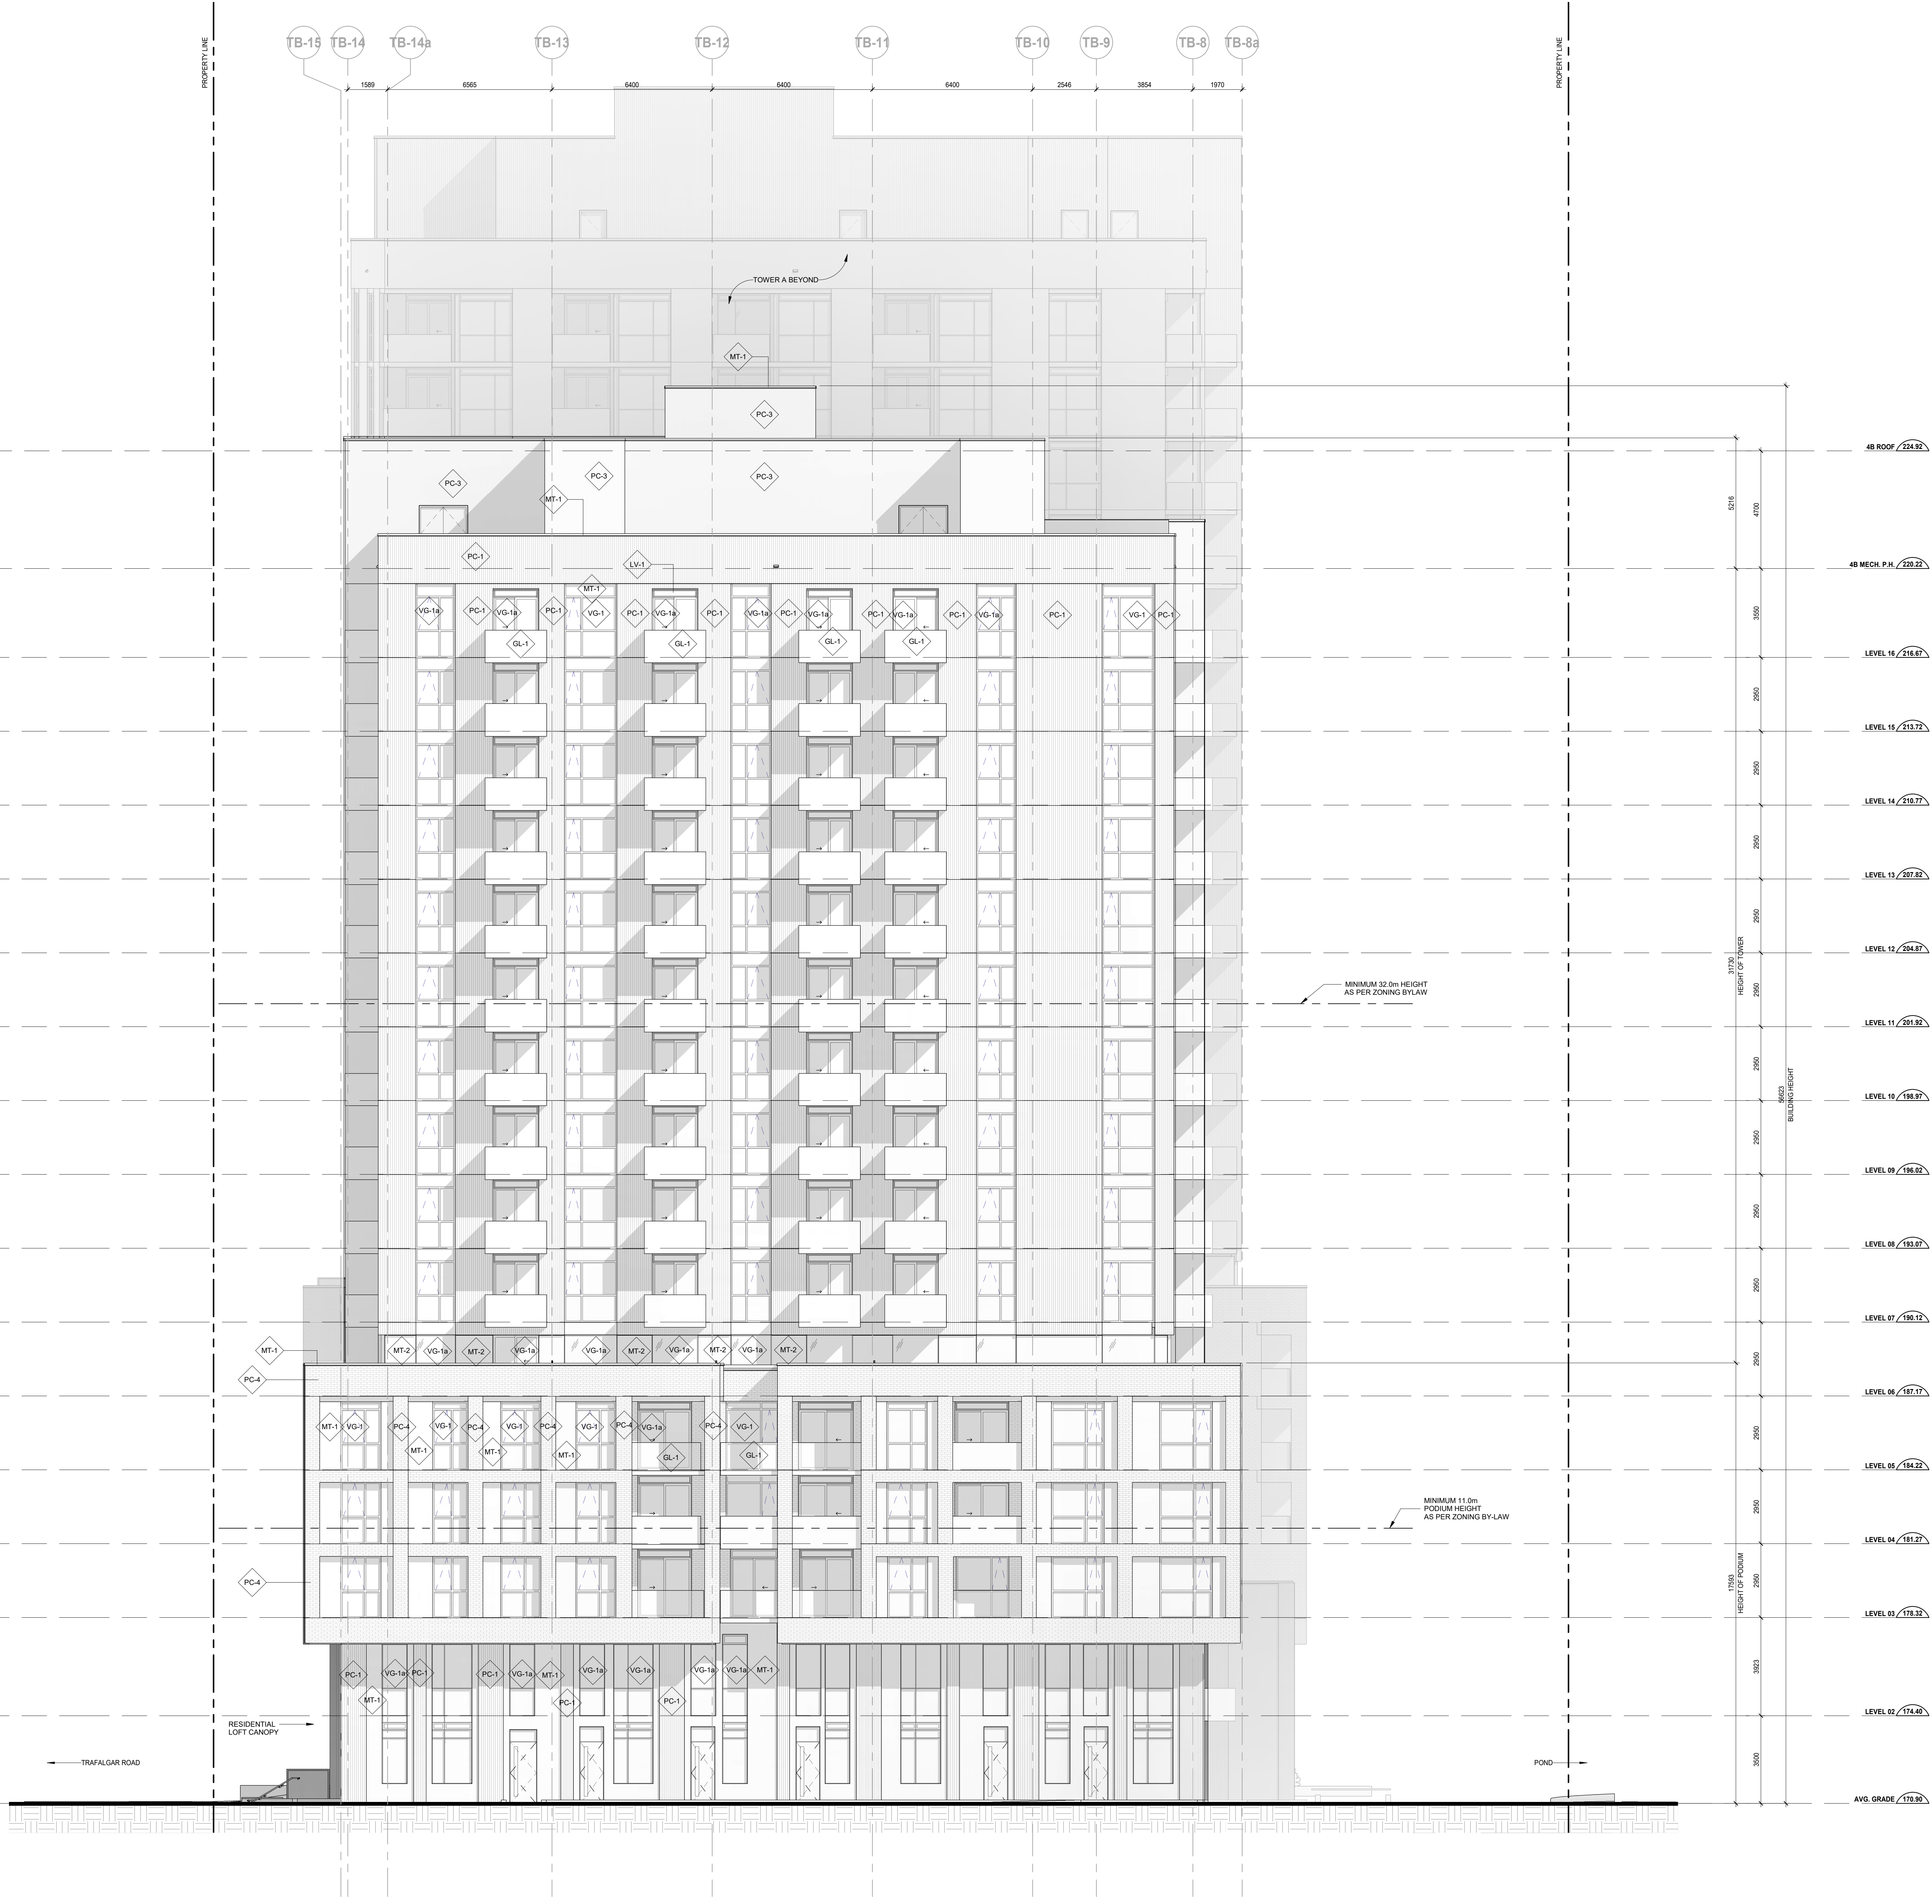 TB-15
TB-14
TB-14a
TB-13
TB-12
TB-11
TB-10
TB-9
TB-8
TB-8a
PROPERTY LINE
PROPERTY LINE
1589
6565
6400
6400
6400
2546
3854
1970
TOWER A BEYOND
MT-1
PC-3
4B ROOF 224.92
PC-3
PC-3
PC-3
MT-1
5216
4700
PC-1
LV-1
4B MECH. P.H. 220.22
MT-1
VG-1a
PC-1
VG-1a
PC-1
VG-1
PC-1
VG-1a
PC-1
VG-1a
PC-1
VG-1a
PC-1
VG-1a
PC-1
VG-1a
PC-1
VG-1
PC-1
3550
GL-1
GL-1
GL-1
GL-1
LEVEL 16 216.67
2950
LEVEL 15 213.72
2950
LEVEL 14 210.77
2950
LEVEL 13 207.82
2950
LEVEL 12 204.87
31730
HEIGHT OF TOWER
2950
MINIMUM 32.0m HEIGHT
AS PER ZONING BYLAW
LEVEL 11 201.92
2950
56623
BUILDING HEIGHT
LEVEL 10 198.97
2950
LEVEL 09 196.02
2950
LEVEL 08 193.07
2950
LEVEL 07 190.12
MT-1
MT-2
VG-1a
MT-2
VG-1a
VG-1a
MT-2
VG-1a
MT-2
VG-1a
MT-2
2950
PC-4
LEVEL 06 187.17
MT-1
VG-1
PC-4
VG-1
PC-4
VG-1
PC-4
VG-1
PC-4
VG-1a
PC-4
VG-1
MT-1
MT-1
MT-1
GL-1
GL-1
2950
LEVEL 05 184.22
2950
MINIMUM 11.0m
PODIUM HEIGHT
AS PER ZONING BY-LAW
LEVEL 04 181.27
PC-4
17593
HEIGHT OF PODIUM
2950
LEVEL 03 178.32
PC-1
VG-1a
PC-1
PC-1
VG-1a
MT-1
VG-1a
VG-1a
VG-1a
VG-1a
MT-1
3923
MT-1
PC-1
PC-1
LEVEL 02 174.40
RESIDENTIAL
LOFT CANOPY
TRAFALGAR ROAD
POND
3500
AVG. GRADE 170.90